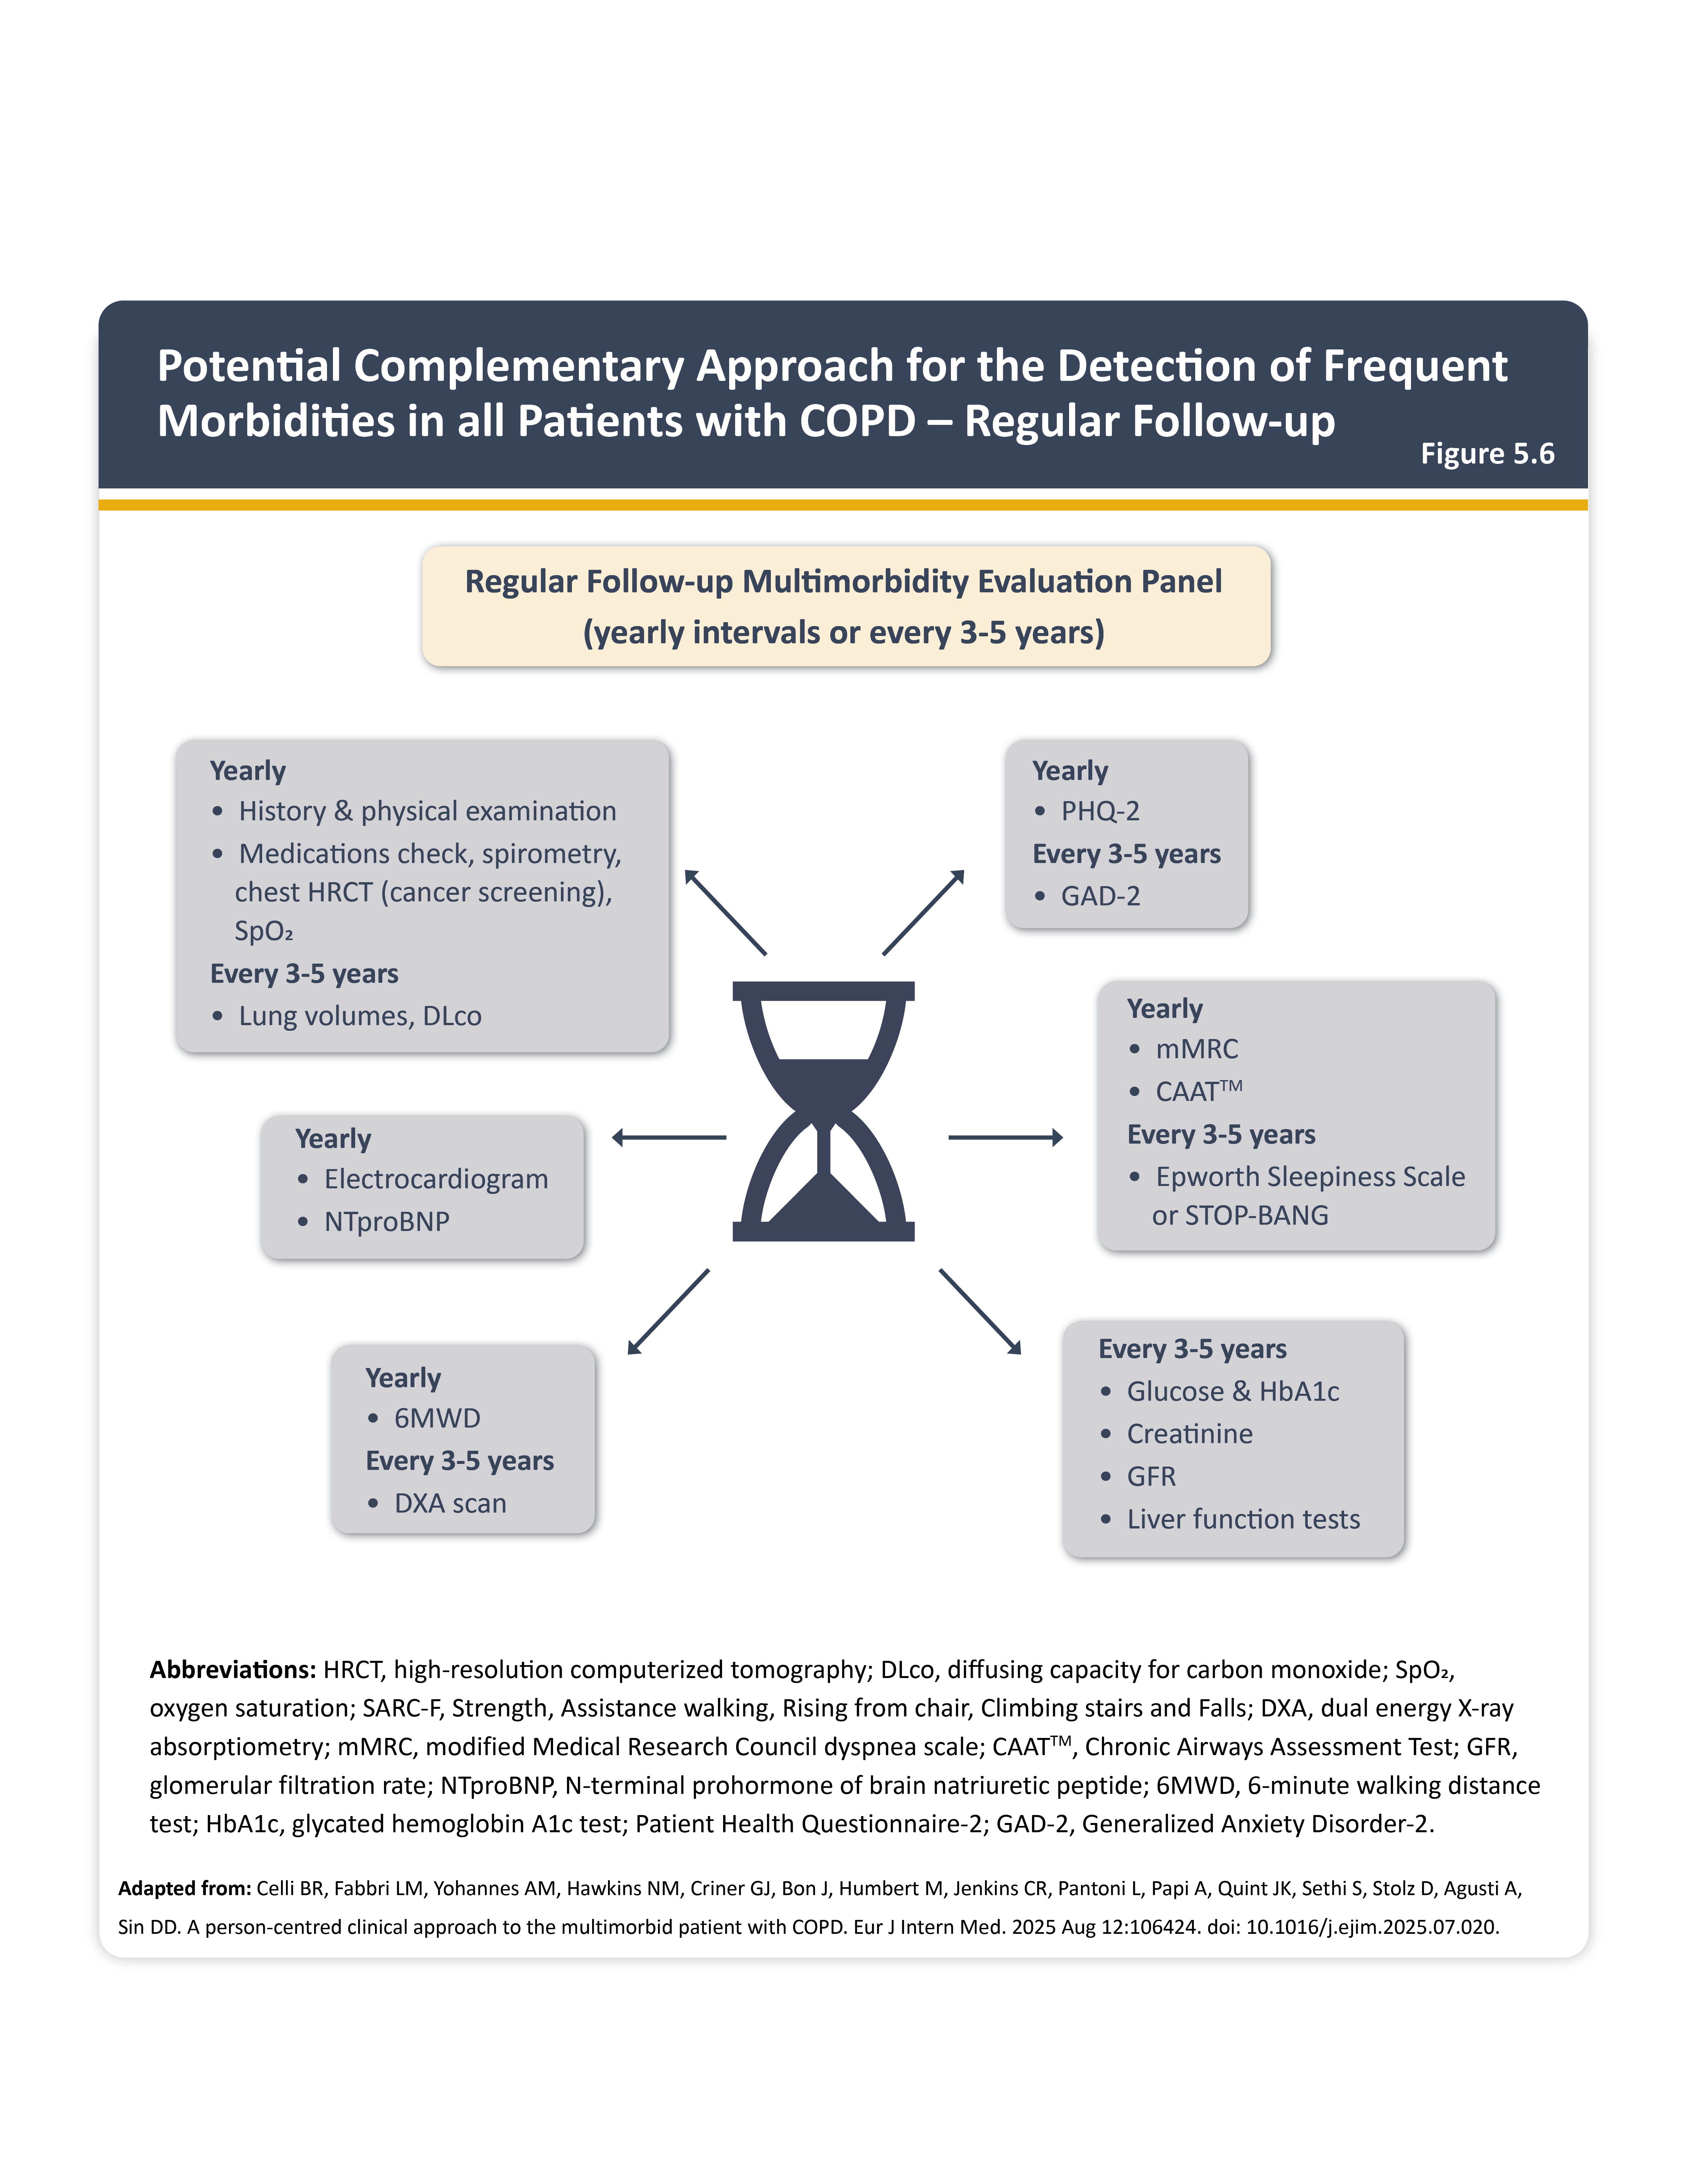 Potential Complementary Approach for the Detection of Frequent
Morbidities in all Patients with COPD – Regular Follow-up
Figure 5.6
Regular Follow-up Multimorbidity Evaluation Panel
(yearly intervals or every 3-5 years)
Yearly
• History & physical examination
• Medications check, spirometry,
chest HRCT (cancer screening),
SpO₂
Every 3-5 years
• Lung volumes, DLco
Yearly
• PHQ-2
Every 3-5 years
• GAD-2
Yearly
• mMRC
• CAAT™
Every 3-5 years
• Epworth Sleepiness Scale
or STOP-BANG
Yearly
• Electrocardiogram
• NTproBNP
Yearly
• 6MWD
Every 3-5 years
• DXA scan
Every 3-5 years
• Glucose & HbA1c
• Creatinine
• GFR
• Liver function tests
Abbreviations: HRCT, high-resolution computerized tomography; DLco, diffusing capacity for carbon monoxide; SpO₂,
oxygen saturation; SARC-F, Strength, Assistance walking, Rising from chair, Climbing stairs and Falls; DXA, dual energy X-ray
absorptiometry; mMRC, modified Medical Research Council dyspnea scale; CAAT™, Chronic Airways Assessment Test; GFR,
glomerular filtration rate; NTproBNP, N-terminal prohormone of brain natriuretic peptide; 6MWD, 6-minute walking distance
test; HbA1c, glycated hemoglobin A1c test; Patient Health Questionnaire-2; GAD-2, Generalized Anxiety Disorder-2.
Adapted from: Celli BR, Fabbri LM, Yohannes AM, Hawkins NM, Criner GJ, Bon J, Humbert M, Jenkins CR, Pantoni L, Papi A, Quint JK, Sethi S, Stolz D, Agusti A,
Sin DD. A person-centred clinical approach to the multimorbid patient with COPD. Eur J Intern Med. 2025 Aug 12:106424. doi: 10.1016/j.ejim.2025.07.020.